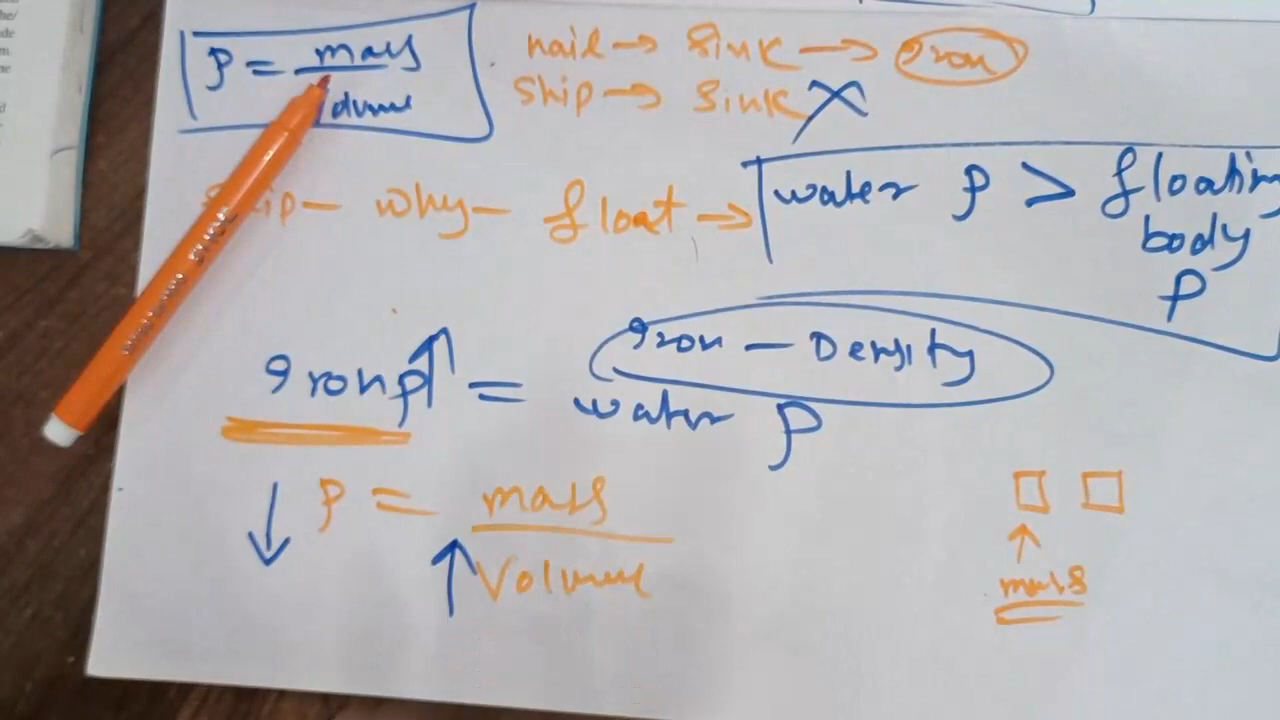 ρ = mass / Volume
nail → sink → iron
ship → sink ✗
ship – why – float → water ρ > floating body ρ
iron – Density
iron ρ↑ = water ρ
↓ ρ = mass / ↑ Volume
□ □
↑
mass